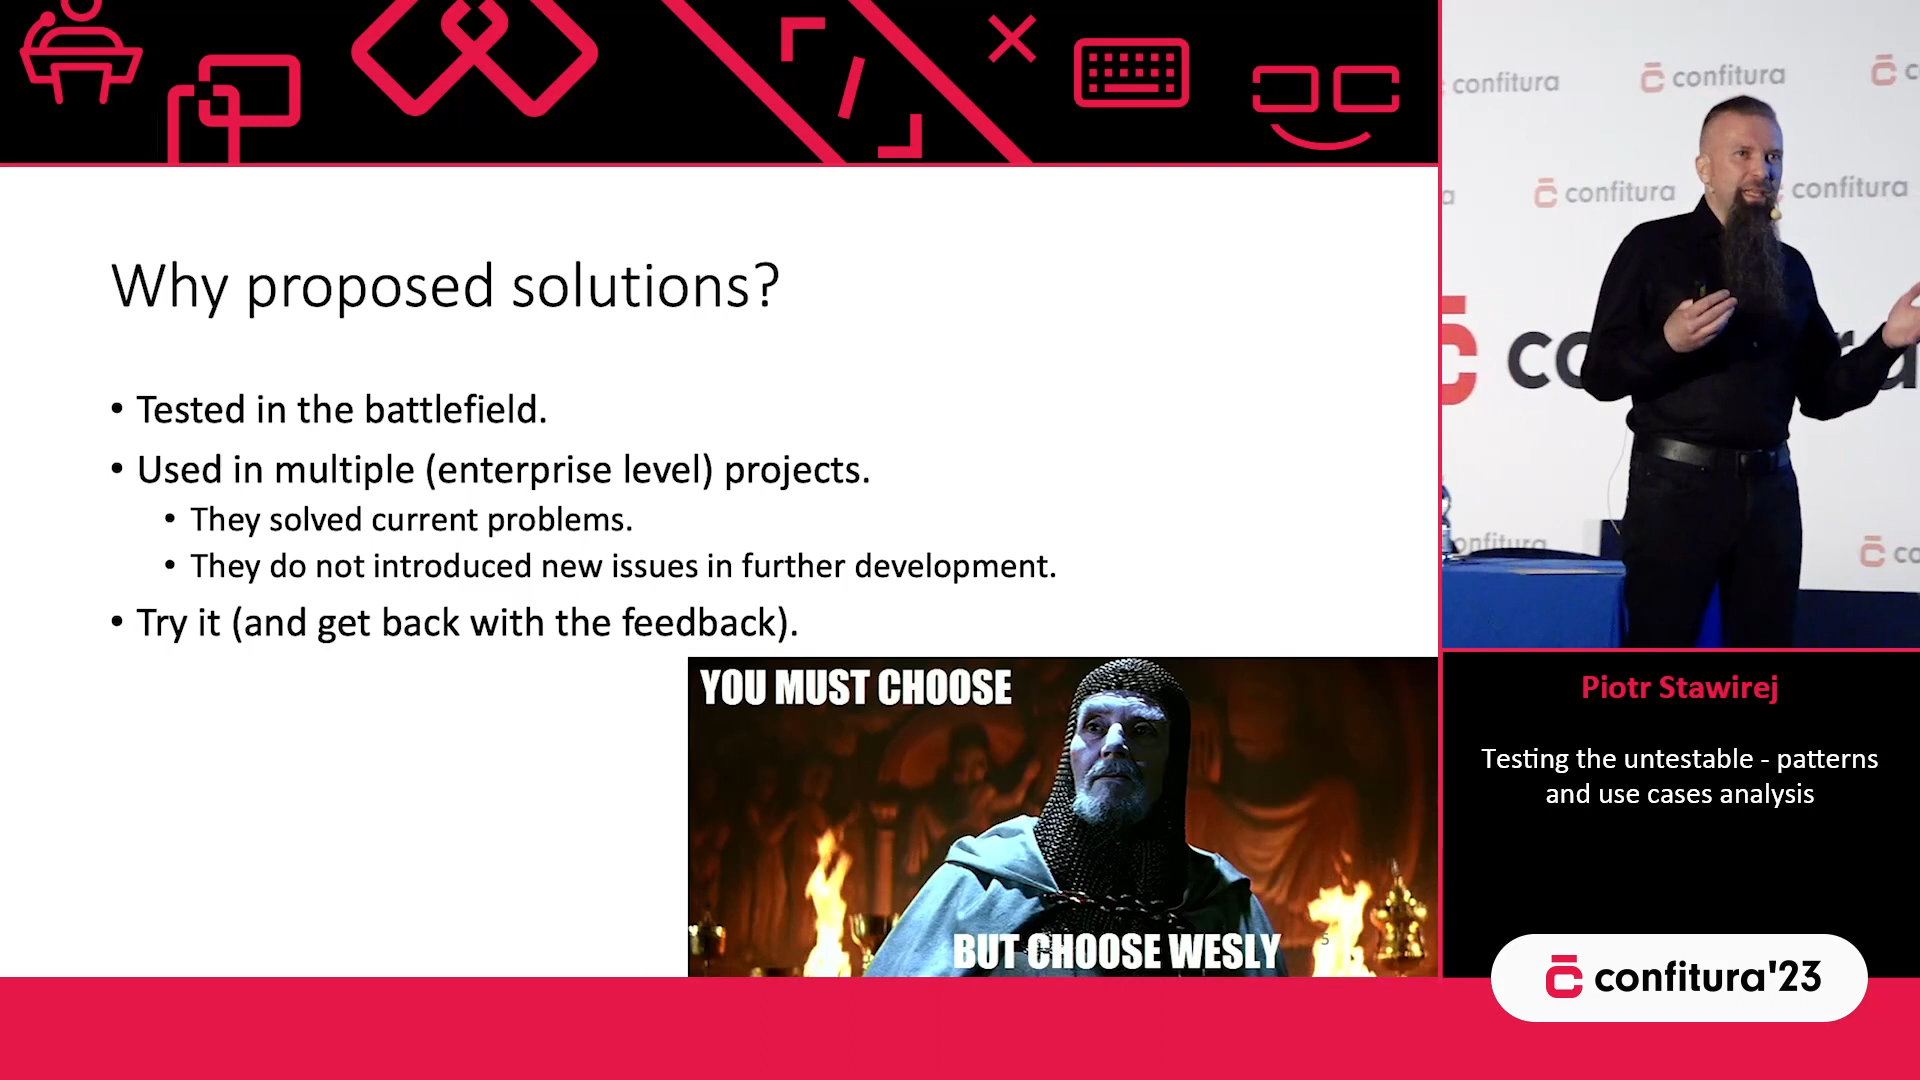 Why proposed solutions?
• Tested in the battlefield.
• Used in multiple (enterprise level) projects.
• They solved current problems.
• They do not introduced new issues in further development.
• Try it (and get back with the feedback).
YOU MUST CHOOSE
BUT CHOOSE WESLY
5
confitura
confitura
confitura
confitura
confitura
Piotr Stawirej
Testing the untestable - patterns
and use cases analysis
confitura'23